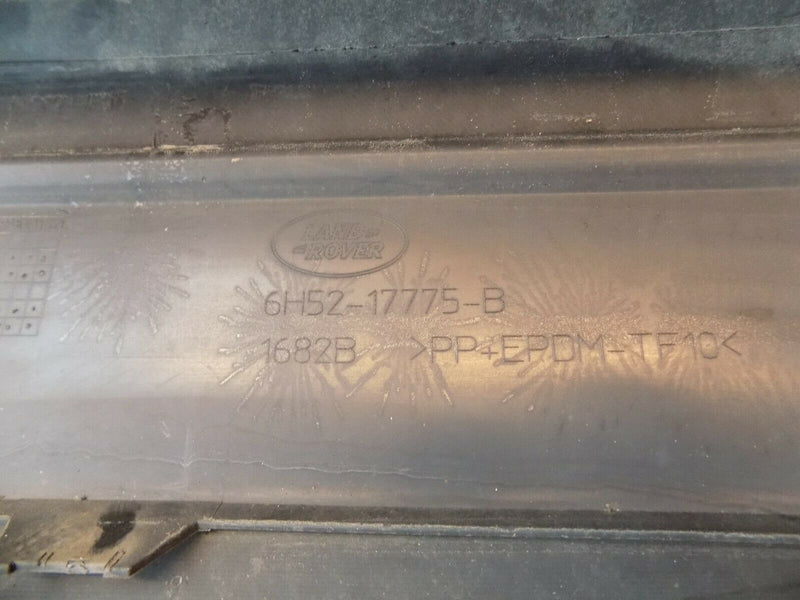 LAND
ROVER
6H52-17775-B
1682B >PP+EPDM-TF10<